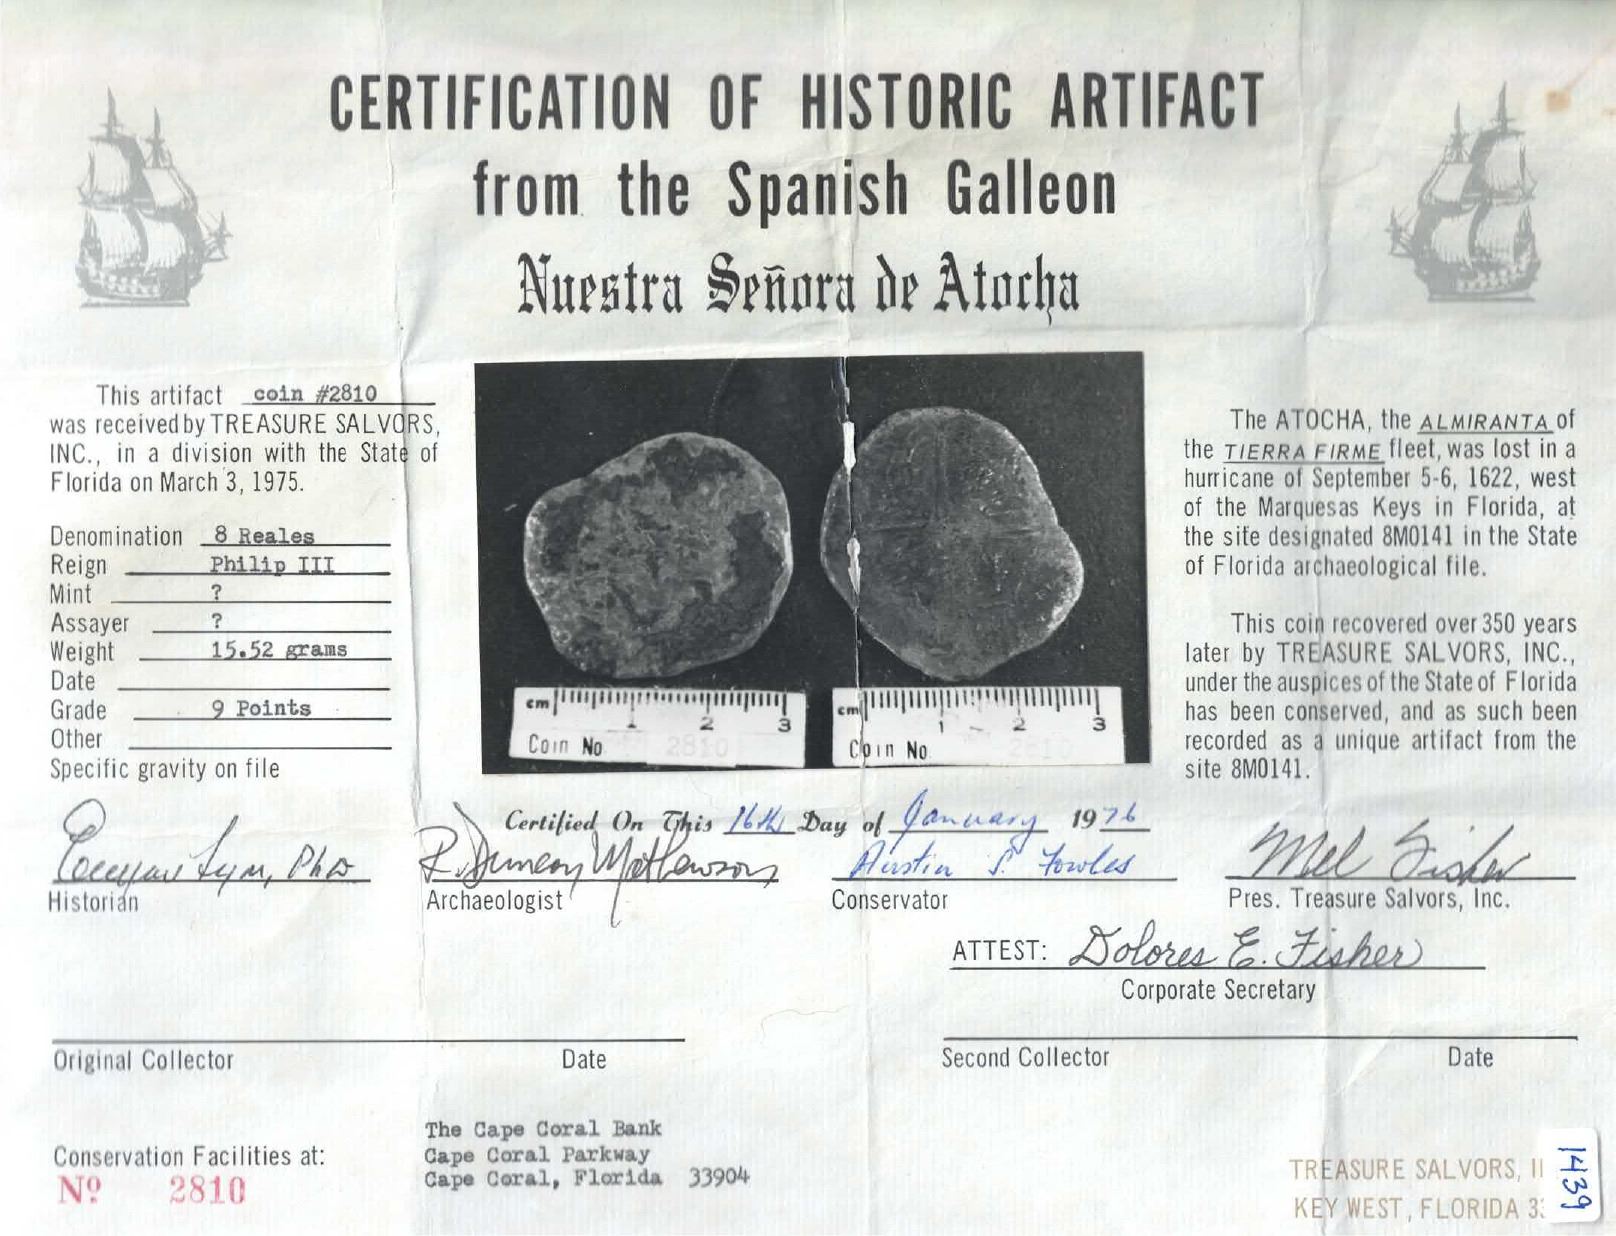 CERTIFICATION OF HISTORIC ARTIFACT
from the Spanish Galleon
Nuestra Señora de Atocha
This artifact coin #2810
was received by TREASURE SALVORS,
INC., in a division with the State of
Florida on March 3, 1975.
Denomination 8 Reales
Reign Philip III
Mint ?
Assayer ?
Weight 15.52 grams
Date
Grade 9 Points
Other
Specific gravity on file
cm 1 2 3
Coin No 2810
cm 1 2 3
Coin No 2810
The ATOCHA, the ALMIRANTA of
the TIERRA FIRME fleet, was lost in a
hurricane of September 5-6, 1622, west
of the Marquesas Keys in Florida, at
the site designated 8MO141 in the State
of Florida archaeological file.
This coin recovered over 350 years
later by TREASURE SALVORS, INC.,
under the auspices of the State of Florida
has been conserved, and as such been
recorded as a unique artifact from the
site 8MO141.
Certified On This 16th Day of January 1976
Lyon, PhD
Historian
R. Duncan Mathewson
Archaeologist
Austin S. Fowles
Conservator
Mel Fisher
Pres. Treasure Salvors, Inc.
ATTEST: Dolores E. Fisher
Corporate Secretary
Original Collector Date
Second Collector Date
Conservation Facilities at:
Nº 2810
The Cape Coral Bank
Cape Coral Parkway
Cape Coral, Florida 33904
TREASURE SALVORS, I
KEY WEST, FLORIDA 3
1439